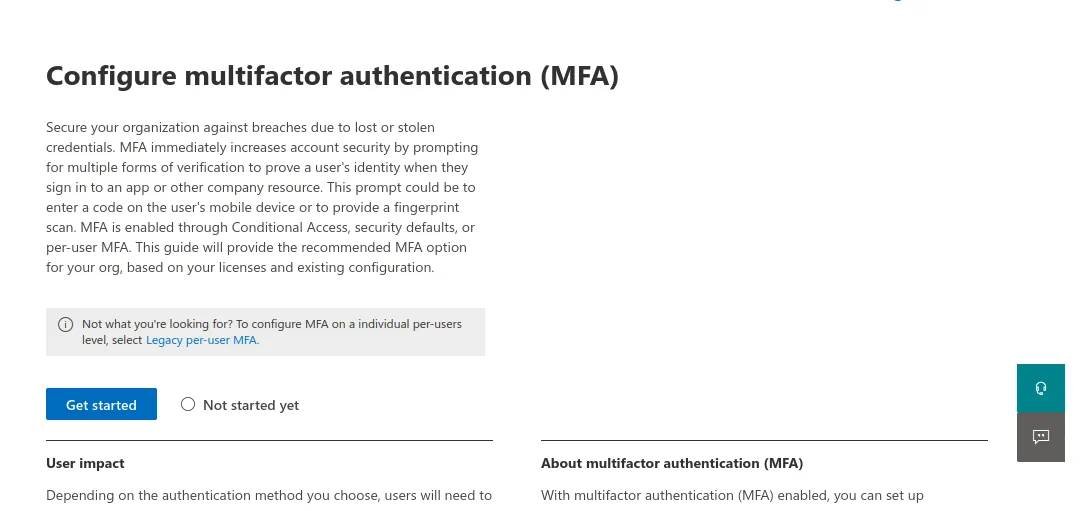 Configure multifactor authentication (MFA)
Secure your organization against breaches due to lost or stolen
credentials. MFA immediately increases account security by prompting
for multiple forms of verification to prove a user's identity when they
sign in to an app or other company resource. This prompt could be to
enter a code on the user's mobile device or to provide a fingerprint
scan. MFA is enabled through Conditional Access, security defaults, or
per-user MFA. This guide will provide the recommended MFA option
for your org, based on your licenses and existing configuration.
Not what you're looking for? To configure MFA on a individual per-users
level, select Legacy per-user MFA.
Get started
Not started yet
User impact
Depending on the authentication method you choose, users will need to
About multifactor authentication (MFA)
With multifactor authentication (MFA) enabled, you can set up